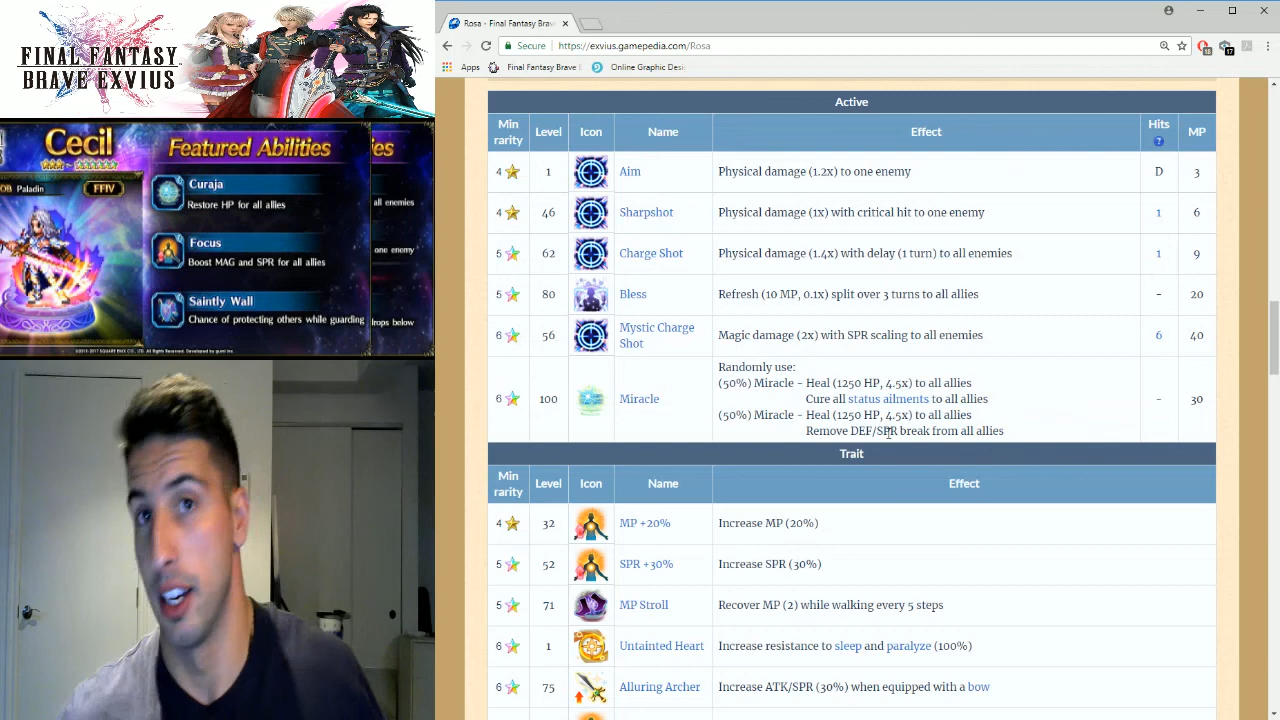 FINAL FANTASY
BRAVE EXVIUS
Cecil
OB Paladin
FFIV
Featured Abilities
Curaja
Restore HP for all allies
Focus
Boost MAG and SPR for all allies
Saintly Wall
Chance of protecting others while guarding
ies
all enemies
one enemy
drops below
Rosa -
Secure
https://exvius.gamepedia.com/Rosa
18
17
Apps
Final Fantasy Brave
Online Graphic Desi
Active
Min rarity Level Icon Name Effect Hits ? MP
4 Aim Physical damage (1.2x) to one enemy D 3
4 46 Sharpshot Physical damage (1x) with critical hit to one enemy 1 6
5 62 Charge Shot Physical damage (1.4x) with delay (1 turn) to all enemies 1 9
5 80 Bless Refresh (10 MP, 0.1x) split over 3 turns to all allies - 20
6 1 Mystic Charge Shot Magic damage (2x) with SPR scaling to all enemies 6 40
Randomly use:
(50%) Miracle - Heal (1250 HP, 4.5x) to all allies
6 100 Miracle Cure all status ailments to all allies - 30
(50%) Miracle - Heal (1250 HP, 4.5x) to all allies
Remove DEF/SPR break from all allies
Trait
Min rarity Level Icon Name Effect
4 32 MP +20% Increase MP (20%)
5 52 SPR +30% Increase SPR (30%)
5 71 MP Stroll Recover MP (2) while walking every 5 steps
6 1 Untainted Heart Increase resistance to sleep and paralyze (100%)
6 75 Alluring Archer Increase ATK/SPR (30%) when equipped with a bow